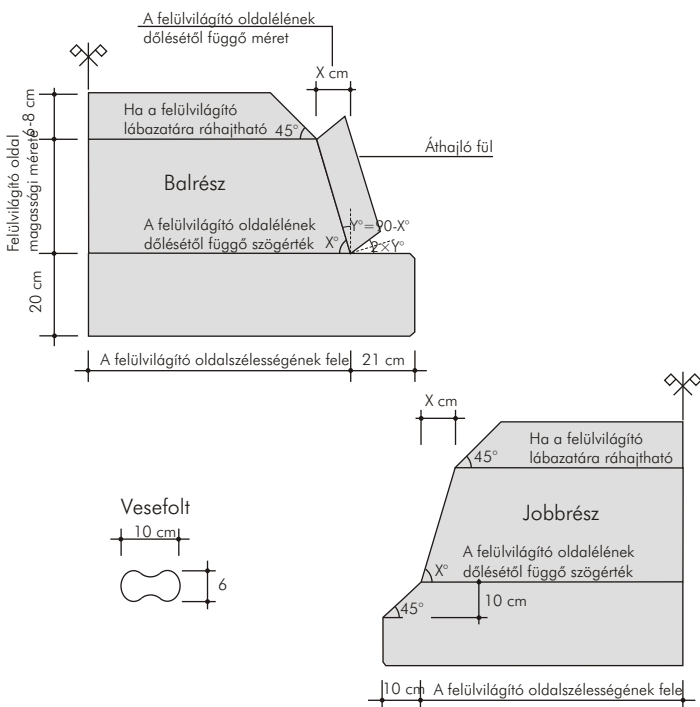 A felülvilágító oldalélének
dőlésétől függő méret
X cm
6-8 cm
Ha a felülvilágító
lábazatára ráhajtható
45°
Áthajló fül
Felülvilágító oldal
magassági mérete
Balrész
A felülvilágító oldalélének
dőlésétől függő szögérték
X°
Y°=90-X°
2×Y°
20 cm
A felülvilágító oldalszélességének fele
21 cm
X cm
Ha a felülvilágító
lábazatára ráhajtható
45°
Vesefolt
10 cm
6
Jobbrész
A felülvilágító oldalélének
dőlésétől függő szögérték
X°
10 cm
45°
10 cm
A felülvilágító oldalszélességének fele